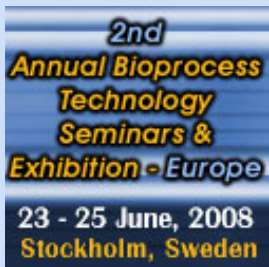 2nd
Annual Bioprocess
Technology
Seminars &
Exhibition - Europe
23 - 25 June, 2008
Stockholm, Sweden